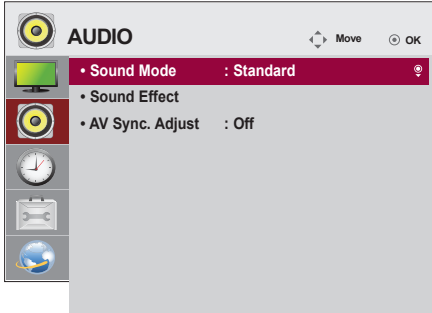 AUDIO Move OK
• Sound Mode : Standard
• Sound Effect
• AV Sync. Adjust : Off